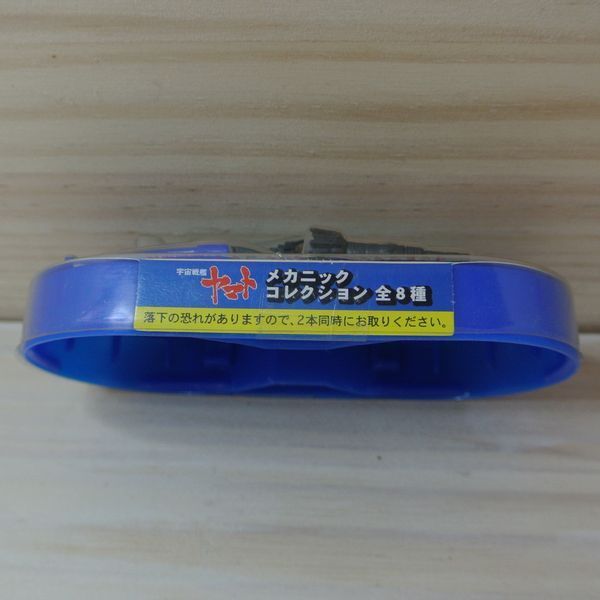 宇宙戦艦
ヤマト
メカニック
コレクション 全8種
落下の恐れがありますので、2本同時にお取りください。